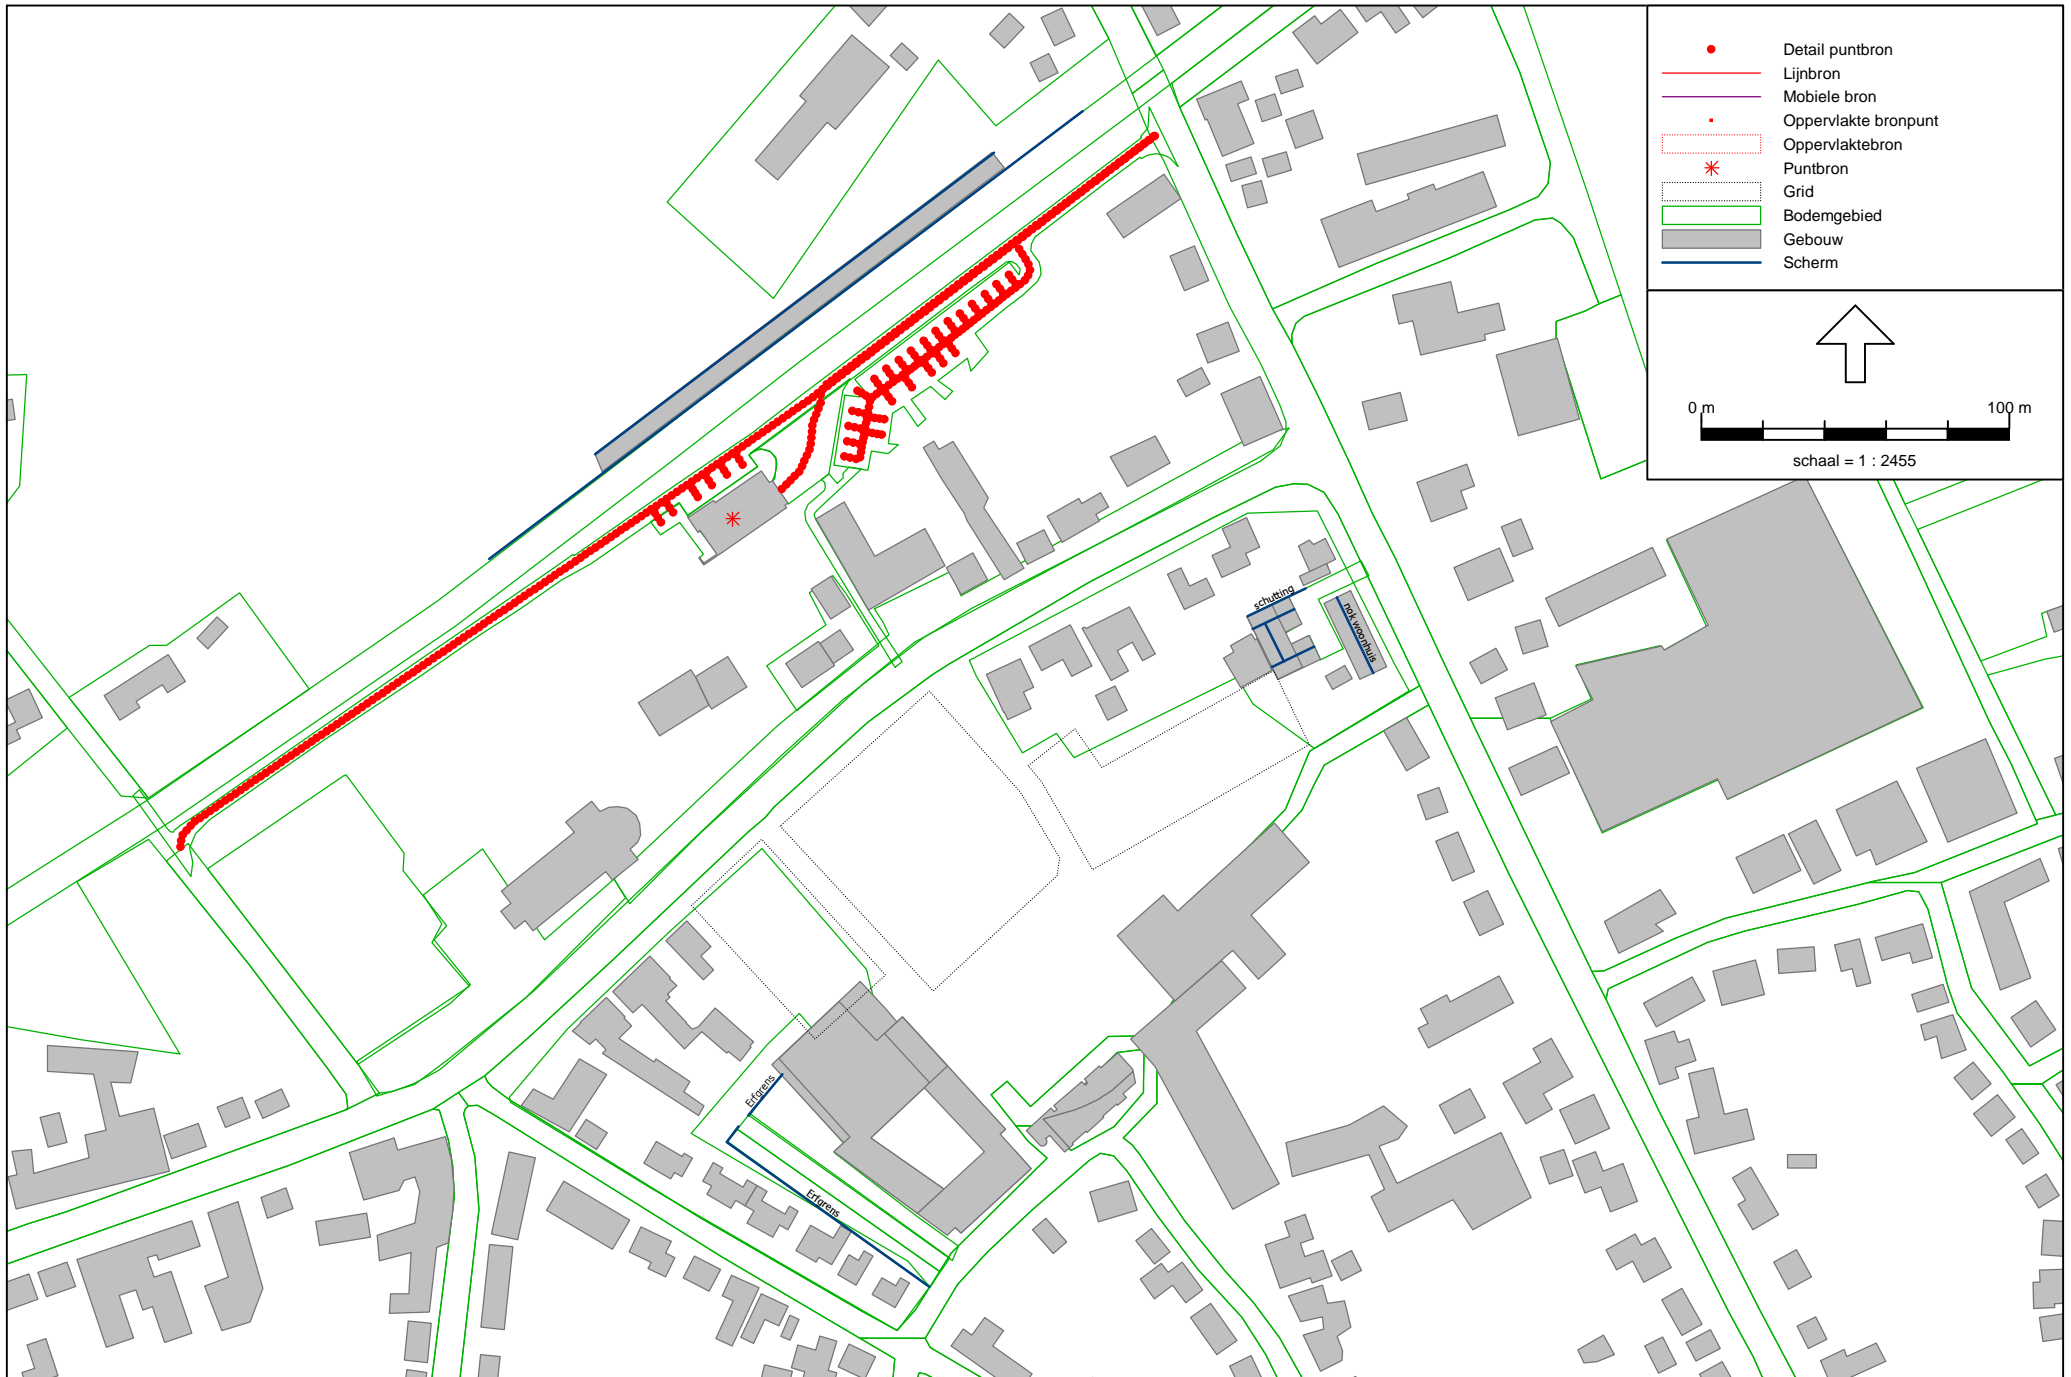 Detail puntbron
Lijnbron
Mobiele bron
Oppervlakte bronpunt
Oppervlaktebron
Puntbron
Grid
Bodemgebied
Gebouw
Scherm
0 m 100 m
schaal = 1 : 2455
schutting
nok woonhuis
Erfgrens
Erfgrens